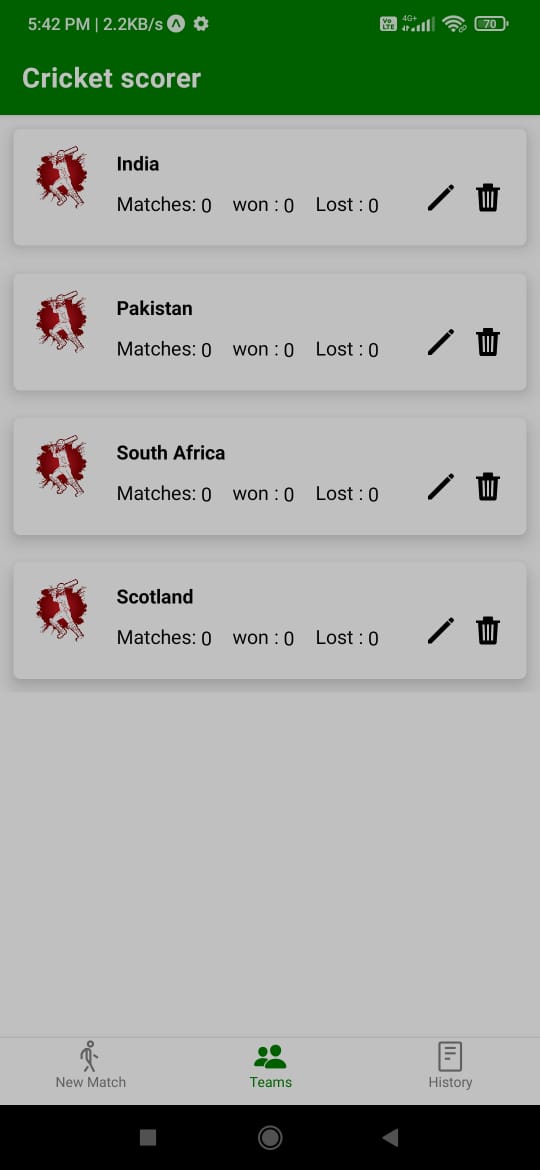 5:42 PM | 2.2KB/s
Vo LTE 4G+ 70
Cricket scorer
India
Matches: 0 won : 0 Lost : 0
Pakistan
Matches: 0 won : 0 Lost : 0
South Africa
Matches: 0 won : 0 Lost : 0
Scotland
Matches: 0 won : 0 Lost : 0
New Match Teams History